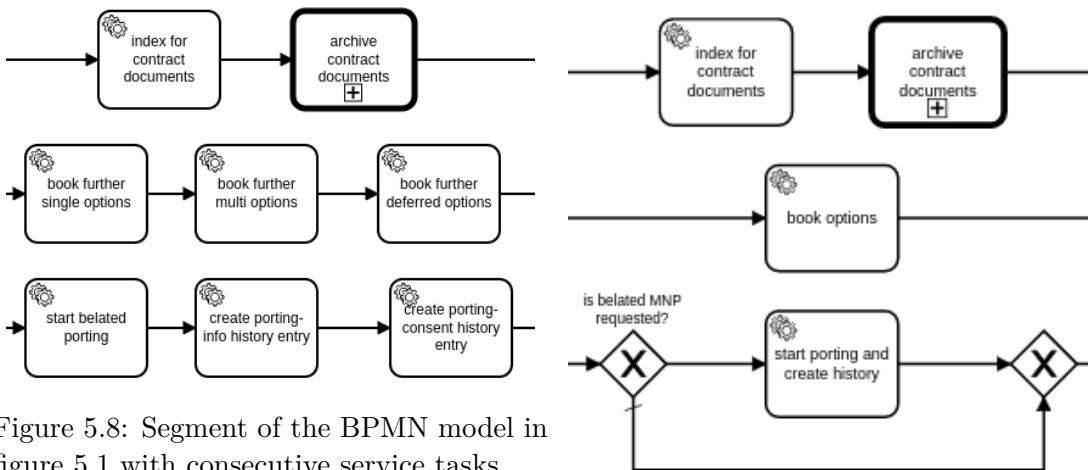 index for
contract
documents
archive
contract
documents
book further
single options
book further
multi options
book further
deferred options
start belated
porting
create porting-
info history entry
create porting-
consent history
entry
Figure 5.8: Segment of the BPMN model in
figure 5.1 with consecutive service tasks
index for
contract
documents
archive
contract
documents
book options
is belated MNP
requested?
start porting and
create history